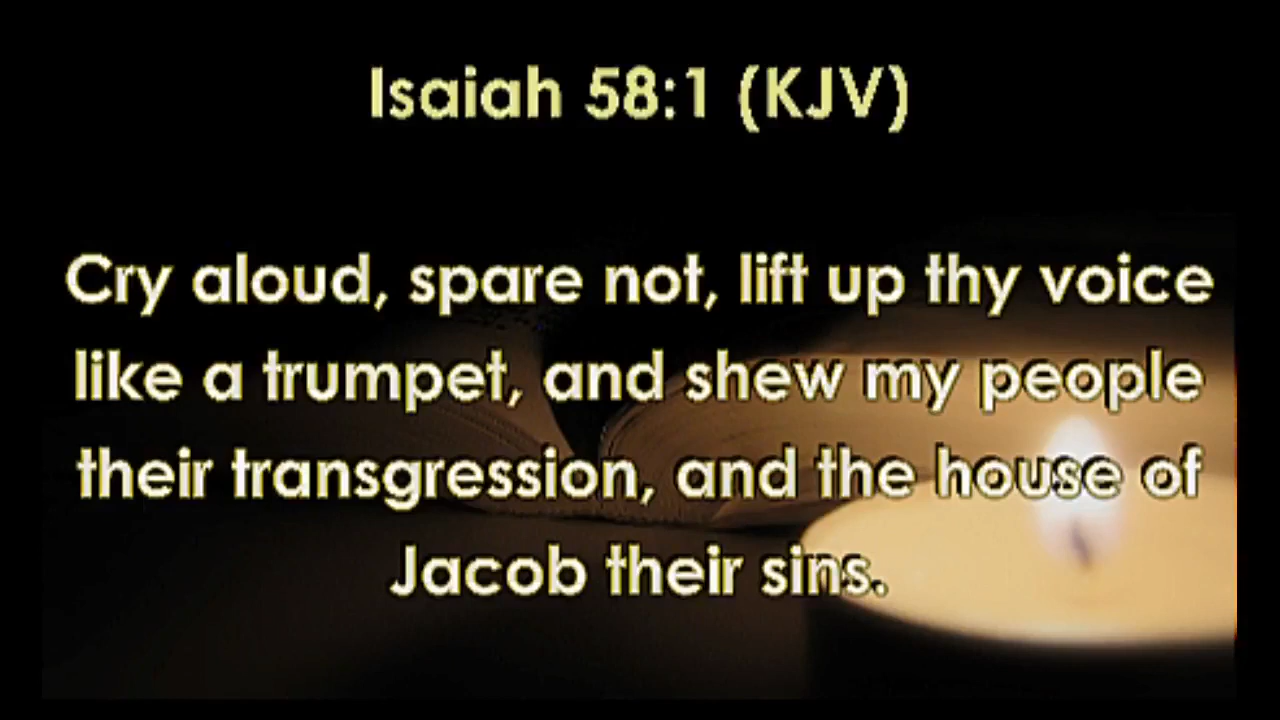 Isaiah 58:1 (KJV)
Cry aloud, spare not, lift up thy voice
like a trumpet, and shew my people
their transgression, and the house of
Jacob their sins.